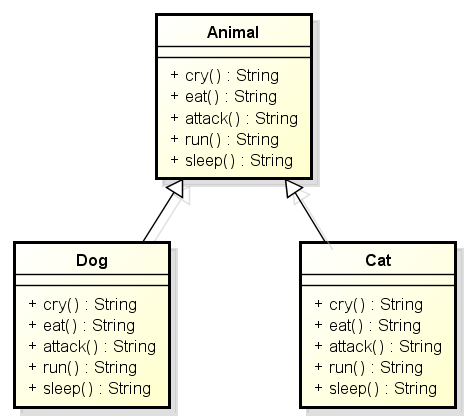 Animal
+ cry() : String
+ eat() : String
+ attack() : String
+ run() : String
+ sleep() : String
Dog
+ cry() : String
+ eat() : String
+ attack() : String
+ run() : String
+ sleep() : String
Cat
+ cry() : String
+ eat() : String
+ attack() : String
+ run() : String
+ sleep() : String